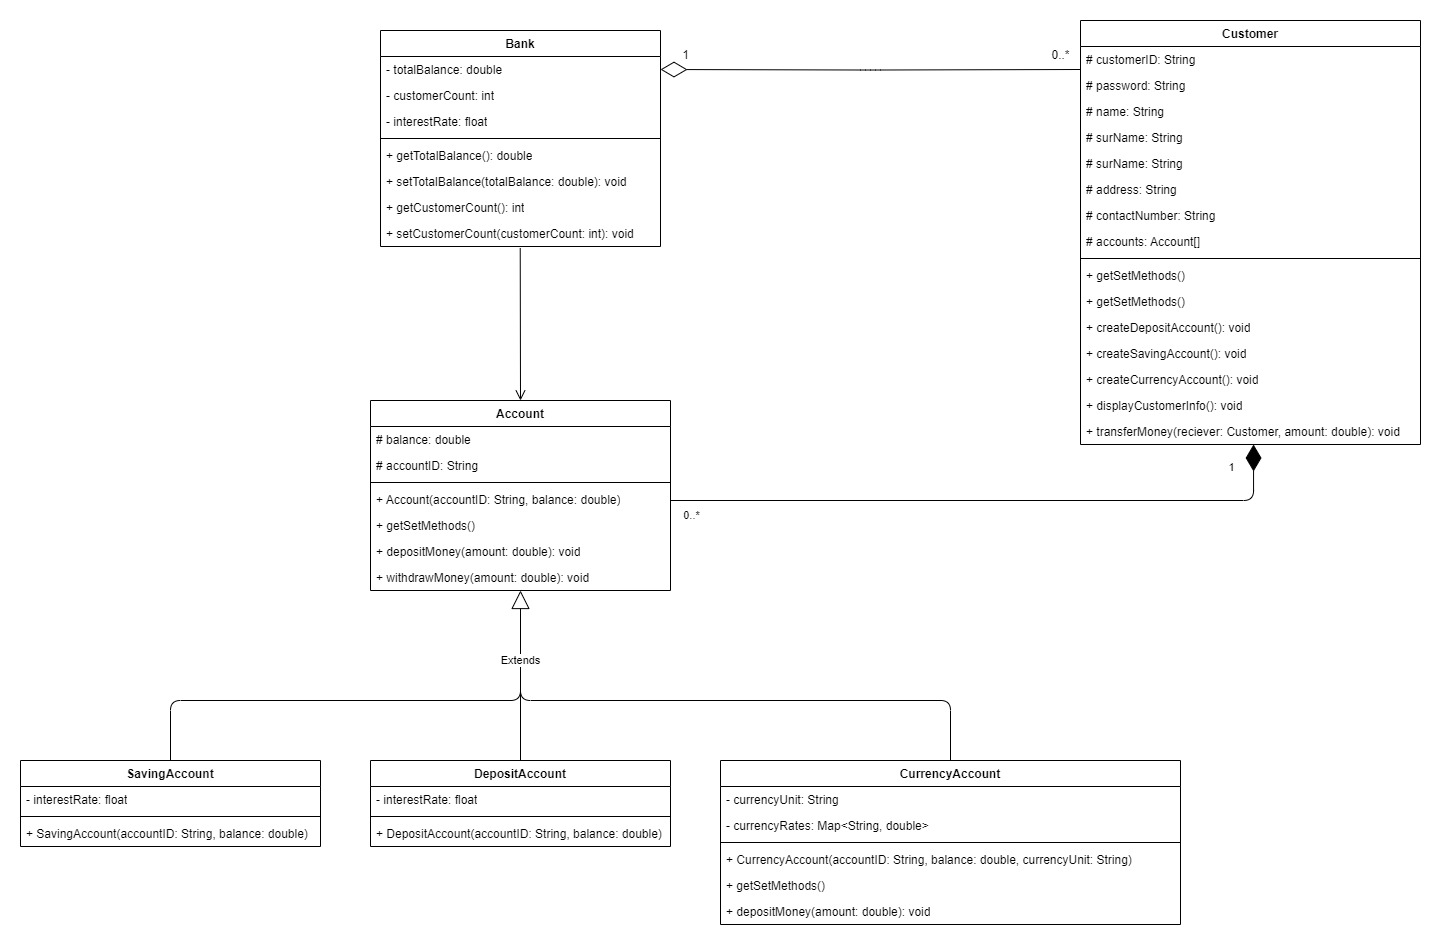 Bank
- totalBalance: double
- customerCount: int
- interestRate: float
+ getTotalBalance(): double
+ setTotalBalance(totalBalance: double): void
+ getCustomerCount(): int
+ setCustomerCount(customerCount: int): void
1
0..*
Customer
# customerID: String
# password: String
# name: String
# surName: String
# surName: String
# address: String
# contactNumber: String
# accounts: Account[]
+ getSetMethods()
+ getSetMethods()
+ createDepositAccount(): void
+ createSavingAccount(): void
+ createCurrencyAccount(): void
+ displayCustomerInfo(): void
+ transferMoney(reciever: Customer, amount: double): void
1
0..*
Account
# balance: double
# accountID: String
+ Account(accountID: String, balance: double)
+ getSetMethods()
+ depositMoney(amount: double): void
+ withdrawMoney(amount: double): void
Extends
SavingAccount
- interestRate: float
+ SavingAccount(accountID: String, balance: double)
DepositAccount
- interestRate: float
+ DepositAccount(accountID: String, balance: double)
CurrencyAccount
- currencyUnit: String
- currencyRates: Map<String, double>
+ CurrencyAccount(accountID: String, balance: double, currencyUnit: String)
+ getSetMethods()
+ depositMoney(amount: double): void